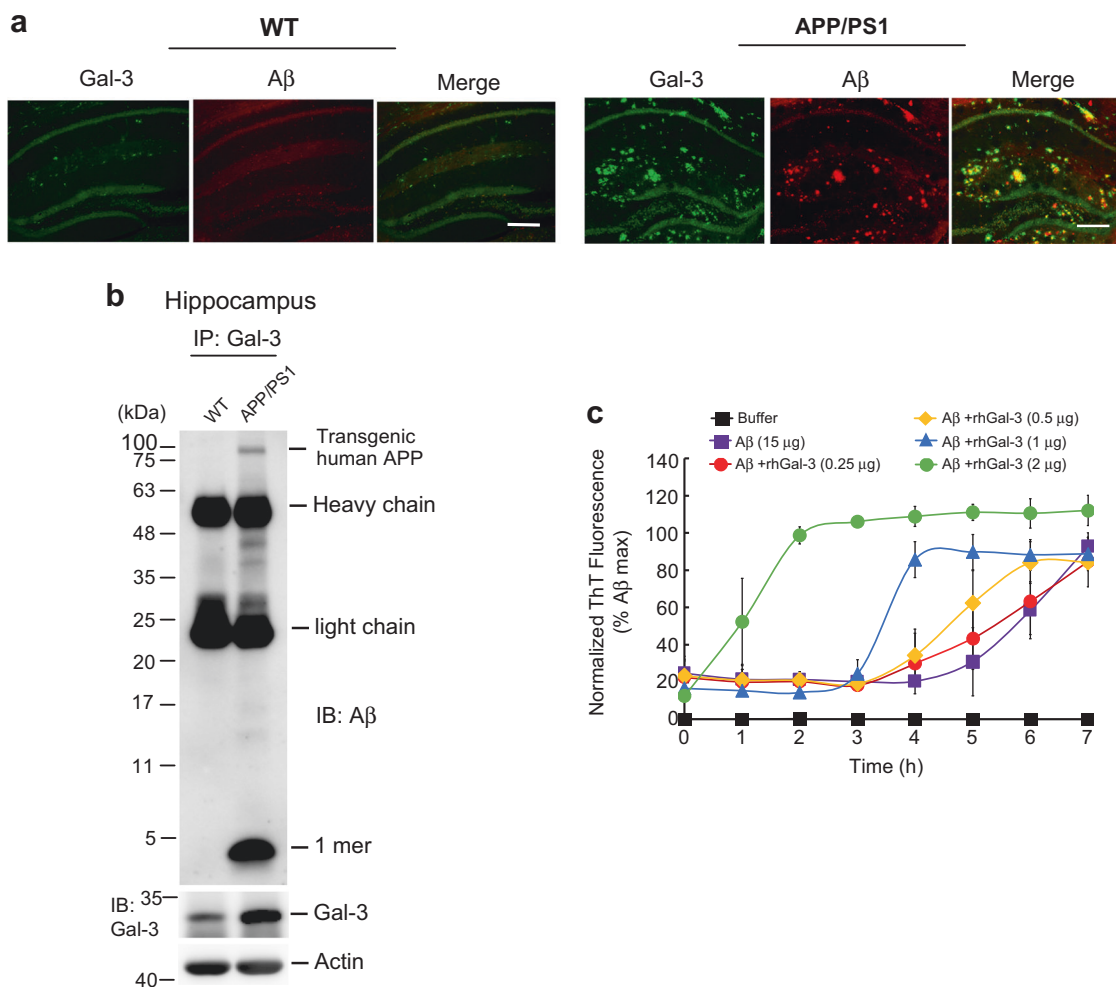 a
WT
APP/PS1
Gal-3 Aβ Merge
Gal-3 Aβ Merge
b Hippocampus
IP: Gal-3
(kDa) WT APP/PS1
100
75
63
48
35
25
20
17
11
5
Transgenic
human APP
Heavy chain
light chain
IB: Aβ
1 mer
35
IB:
Gal-3
Gal-3
Actin
40
c
Buffer
Aβ (15 µg)
Aβ +rhGal-3 (0.25 µg)
Aβ +rhGal-3 (0.5 µg)
Aβ +rhGal-3 (1 µg)
Aβ +rhGal-3 (2 µg)
Normalized ThT Fluorescence
(% Aβ max)
140
120
100
80
60
40
20
0
0 1 2 3 4 5 6 7
Time (h)